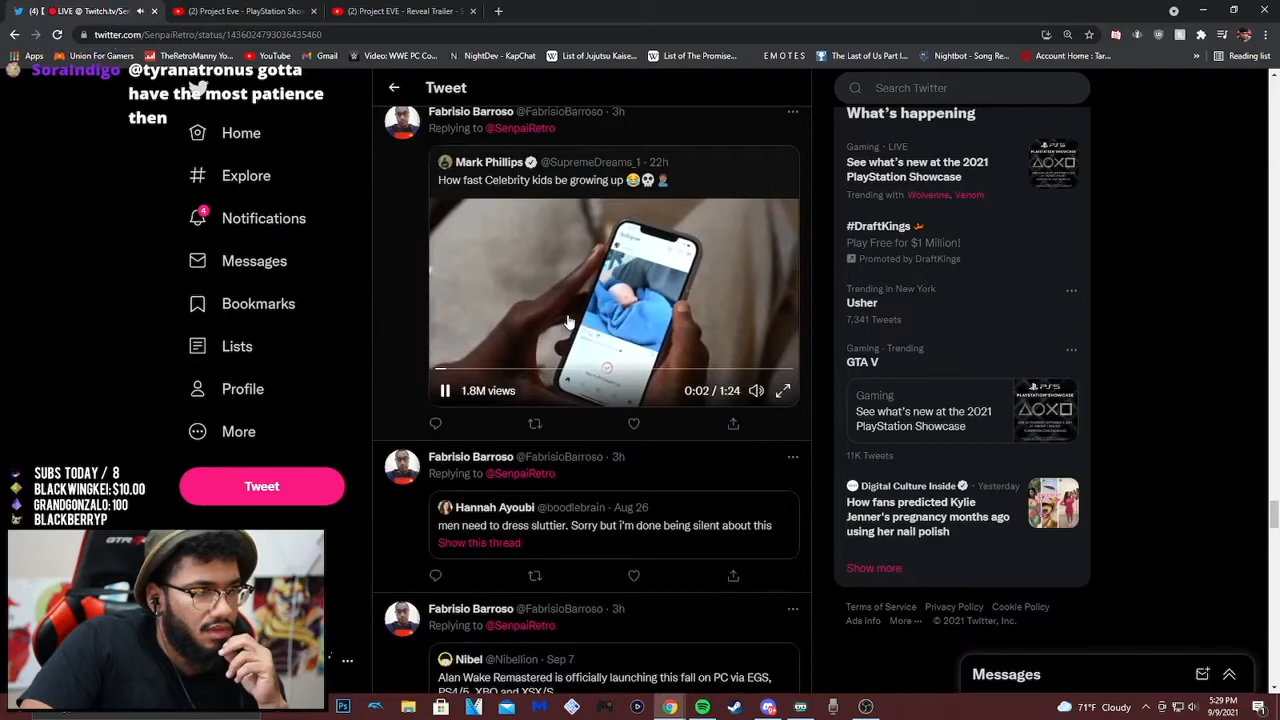 (4) [
LIVE @ Twitch.tv/Sen
Project Eve - PlayStation Show
(2) Project EVE - Reveal Trailer - S
twitter.com/SenpaiRetro/status/1436024793036435460
Apps
Union Gamers |
TheRetroManny Yo...
YouTube
Gmail
Video: WWE PC Co...
NightDev - KapChat
List of Jujutsu Kaise...
List of The Promise...
M O T E S
The Last of Us Part I...
Nightbot - Song Re...
Account Home : Tar...
»
Reading list
SoraIndigo @tyranatronus gotta
have the most patience
then
Home
Explore
4
Notifications
Messages
Bookmarks
Lists
Profile
More
Tweet
SUBS TODAY / 8
BLACKWINGKEI: $10.00
GRANDGONZALO: 100
BLACKBERRYP
Tweet
Fabrisio Barroso @FabrisioBarroso · 3h
Replying to @SenpaiRetro
Mark Phillips @SupremeDreams_1 · 22h
How fast Celebrity kids be growing up 😂💀🤦🏾‍♂️
1.8M views
0:02 / 1:24
Fabrisio Barroso @FabrisioBarroso · 3h
Replying to @SenpaiRetro
Hannah Ayoubi @boodlebrain · Aug 26
men need to dress sluttier. Sorry but i'm done being silent about this
Show this thread
Fabrisio Barroso @FabrisioBarroso · 3h
Replying to @SenpaiRetro
Nibel @Nibellion · Sep 7
Alan Wake Remastered is officially launching this fall on PC via EGS,
PS4/5, XBO and XSX/S
Search Twitter
What's happening
Gaming · LIVE
See what's new at the 2021
PlayStation Showcase
Trending with Wolverine, Venom
#DraftKings
Play Free for $1 Million!
Promoted by DraftKings
Trending in New York
Usher
7,341 Tweets
Gaming · Trending
GTA V
Gaming
See what's new at the 2021
PlayStation Showcase
11K Tweets
Digital Culture Inside · Yesterday
How fans predicted Kylie
Jenner's pregnancy months ago
using her nail polish
Show more
Terms of Service Privacy Policy Cookie Policy
Ads Info More ··· © 2021 Twitter, Inc.
Messages
71°F Cloudy
5:29 PM
9/9/2021